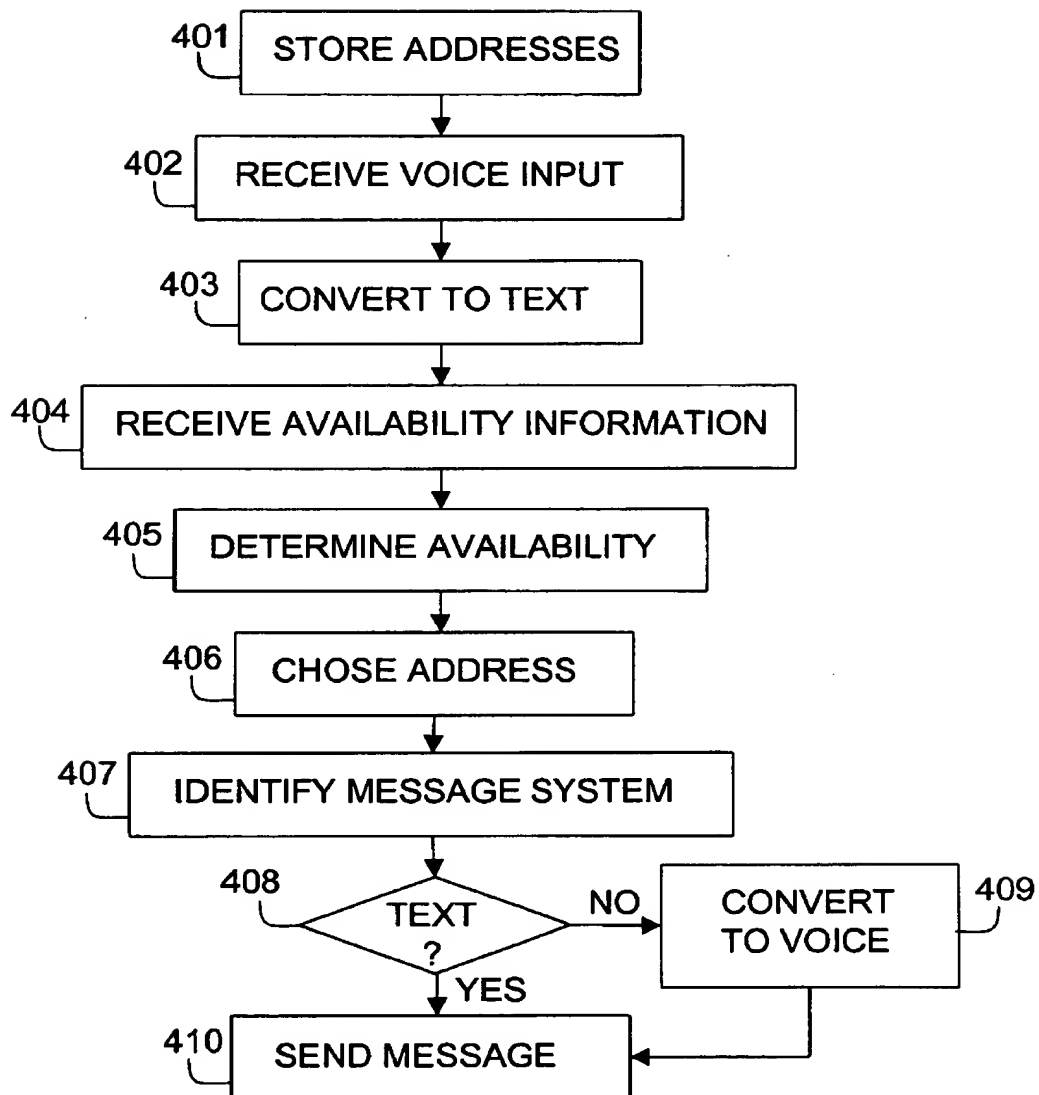 401
STORE ADDRESSES
402
RECEIVE VOICE INPUT
403
CONVERT TO TEXT
404
RECEIVE AVAILABILITY INFORMATION
405
DETERMINE AVAILABILITY
406
CHOSE ADDRESS
407
IDENTIFY MESSAGE SYSTEM
408
TEXT
?
NO
YES
CONVERT
TO VOICE
409
410
SEND MESSAGE